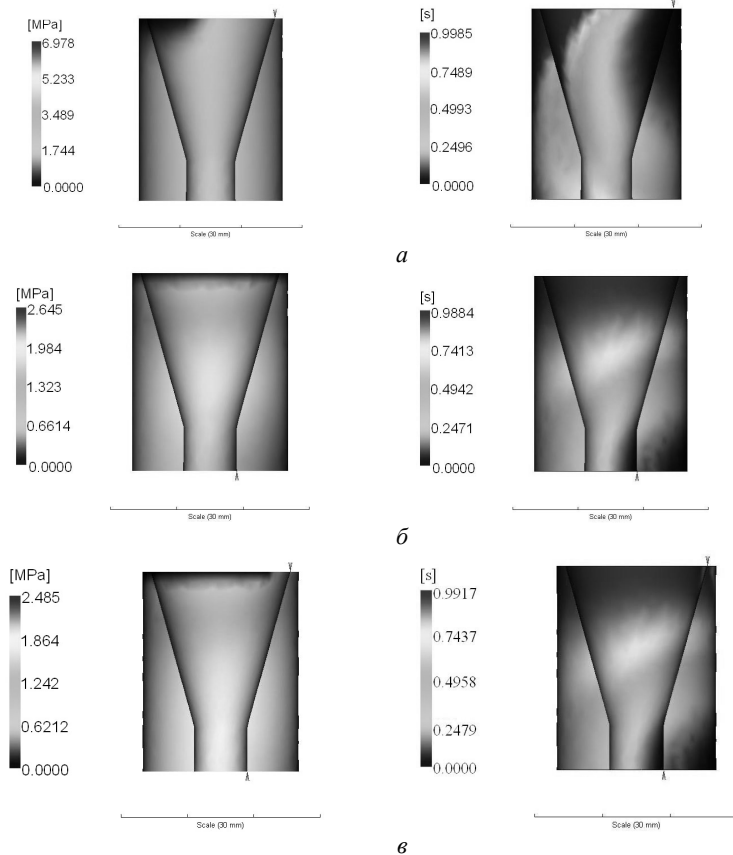 [MPa]
6.978
5.233
3.489
1.744
0.0000
Scale (30 mm)
[s]
0.9985
0.7489
0.4993
0.2496
0.0000
Scale (30 mm)
а
[MPa]
2.645
1.984
1.323
0.6614
0.0000
Scale (30 mm)
[s]
0.9884
0.7413
0.4942
0.2471
0.0000
Scale (30 mm)
б
[MPa]
2.485
1.864
1.242
0.6212
0.0000
Scale (30 mm)
[s]
0.9917
0.7437
0.4958
0.2479
0.0000
Scale (30 mm)
в